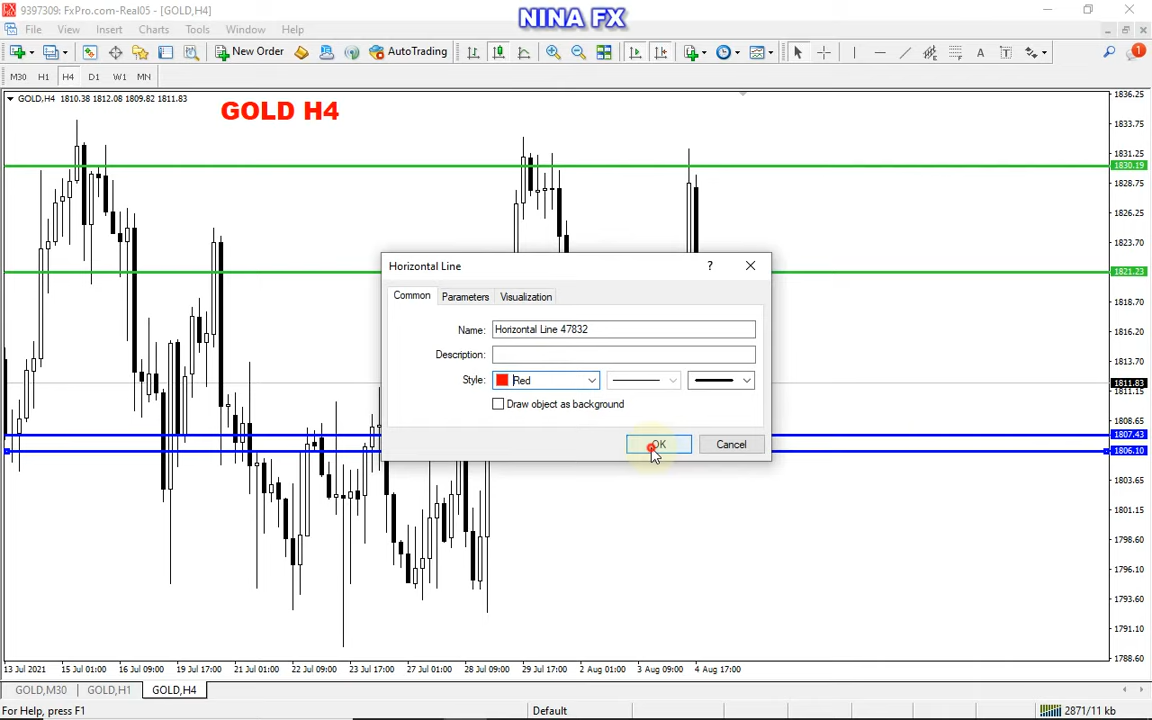 9397309: FxPro.com-Real05 - [GOLD,H4]
NINA FX
File View Insert Charts Tools Window Help
New Order AutoTrading 1
M30 H1 H4 D1 W1 MN
GOLD,H4 1810.38 1812.08 1809.82 1811.83
GOLD H4
1836.25
1833.75
1831.25
1830.19
1828.75
1826.25
1823.70
1821.23
1818.70
1816.20
1813.70
1811.83
1811.15
1808.65
1807.43
1806.10
1803.65
1801.15
1798.60
1796.10
1793.60
1791.10
1788.60
Horizontal Line ?
Common Parameters Visualization
Name: Horizontal Line 47832
Description:
Style: Red
Draw object as background
OK Cancel
13 Jul 2021 15 Jul 01:00 16 Jul 09:00 19 Jul 17:00 21 Jul 01:00 22 Jul 09:00 23 Jul 17:00 27 Jul 01:00 28 Jul 09:00 29 Jul 17:00 2 Aug 01:00 3 Aug 09:00 4 Aug 17:00
GOLD,M30 GOLD,H1 GOLD,H4
For Help, press F1 Default 2871/11 kb